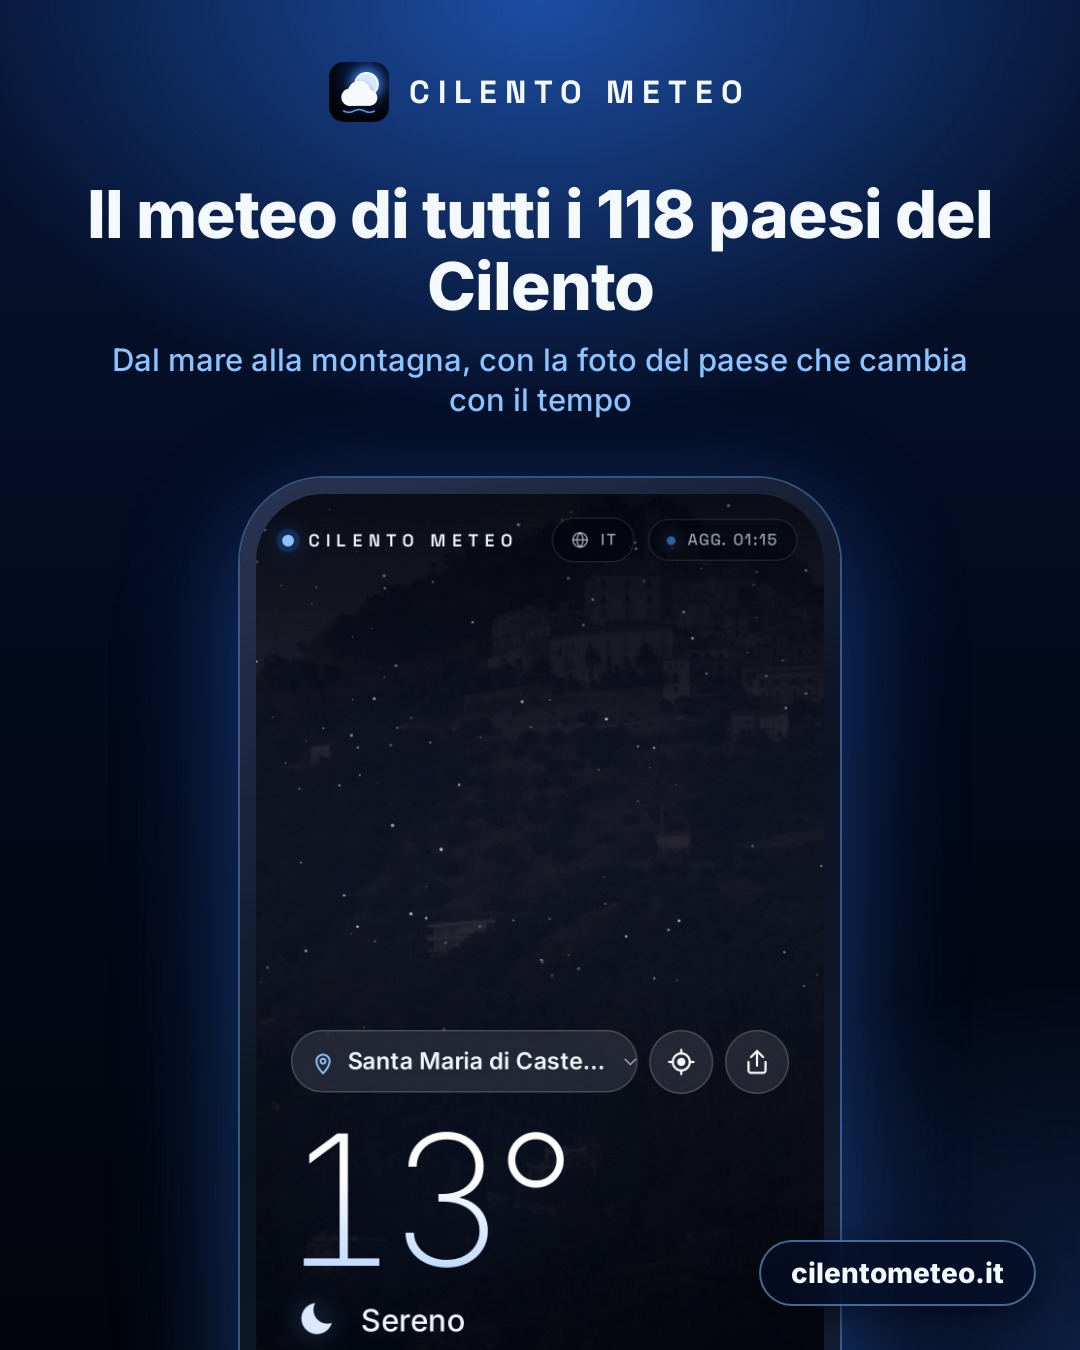 CILENTO METEO
Il meteo di tutti i 118 paesi del
Cilento
Dal mare alla montagna, con la foto del paese che cambia
con il tempo
CILENTO METEO
IT
AGG. 01:15
Santa Maria di Caste...
13°
cilentometeo.it
Sereno